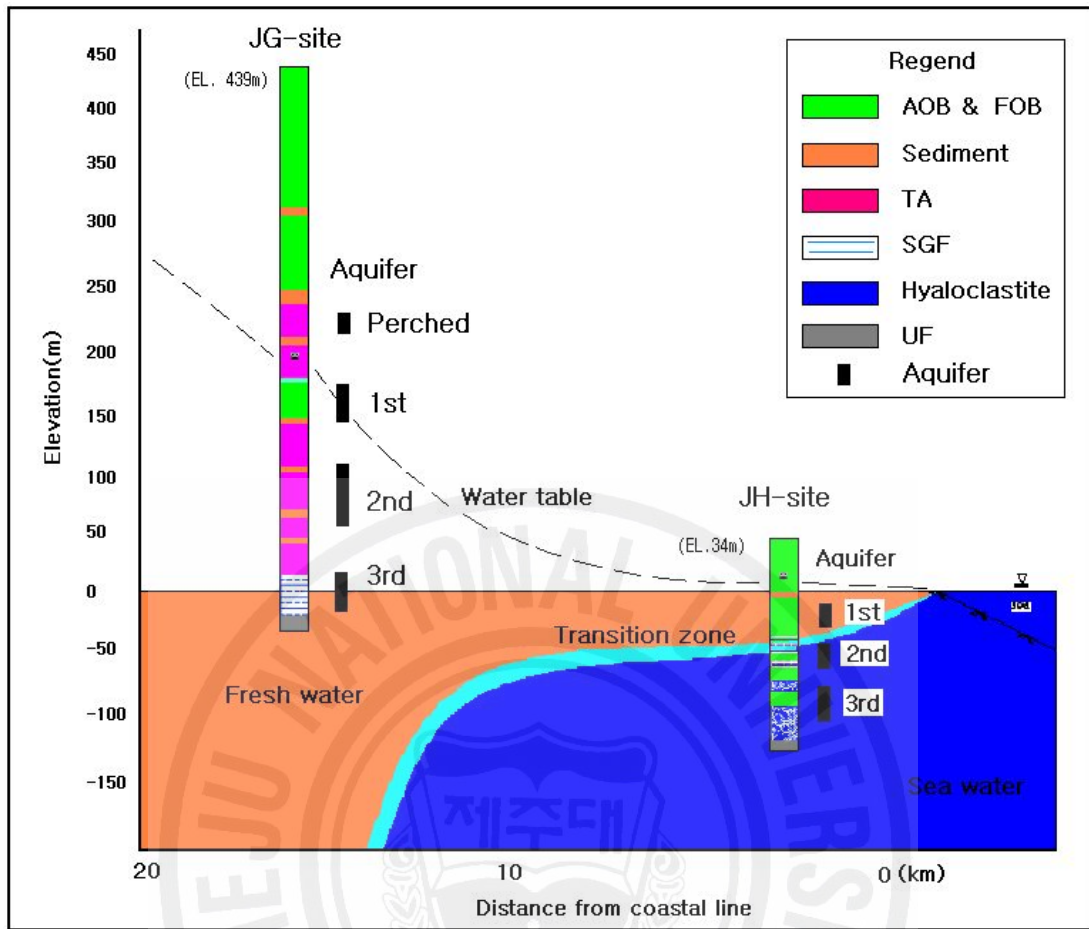 JG-site
(EL. 439m)
450
400
350
300
250
200
150
100
50
0
-50
-100
-150
Elevation(m)
Aquifer
Perched
1st
2nd
3rd
Water table
JH-site
(EL.34m)
Aquifer
1st
2nd
3rd
Transition zone
Fresh water
Sea water
Regend
AOB & FOB
Sediment
TA
SGF
Hyaloclastite
UF
Aquifer
20
10
0 (km)
Distance from coastal line
JEJU NATIONAL UNIVERSI
제주대